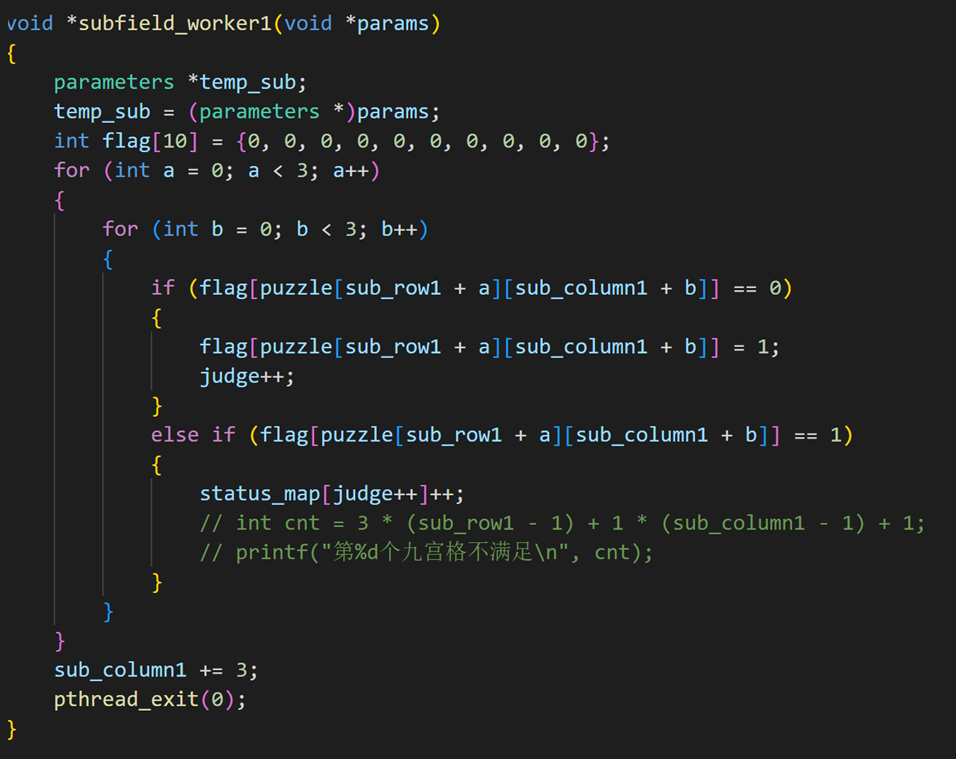 void *subfield_worker1(void *params)
{
    parameters *temp_sub;
    temp_sub = (parameters *)params;
    int flag[10] = {0, 0, 0, 0, 0, 0, 0, 0, 0, 0};
    for (int a = 0; a < 3; a++)
    {
        for (int b = 0; b < 3; b++)
        {
            if (flag[puzzle[sub_row1 + a][sub_column1 + b]] == 0)
            {
                flag[puzzle[sub_row1 + a][sub_column1 + b]] = 1;
                judge++;
            }
            else if (flag[puzzle[sub_row1 + a][sub_column1 + b]] == 1)
            {
                status_map[judge++]++;
                // int cnt = 3 * (sub_row1 - 1) + 1 * (sub_column1 - 1) + 1;
                // printf("第%d个九宫格不满足\n", cnt);
            }
        }
    }
    sub_column1 += 3;
    pthread_exit(0);
}